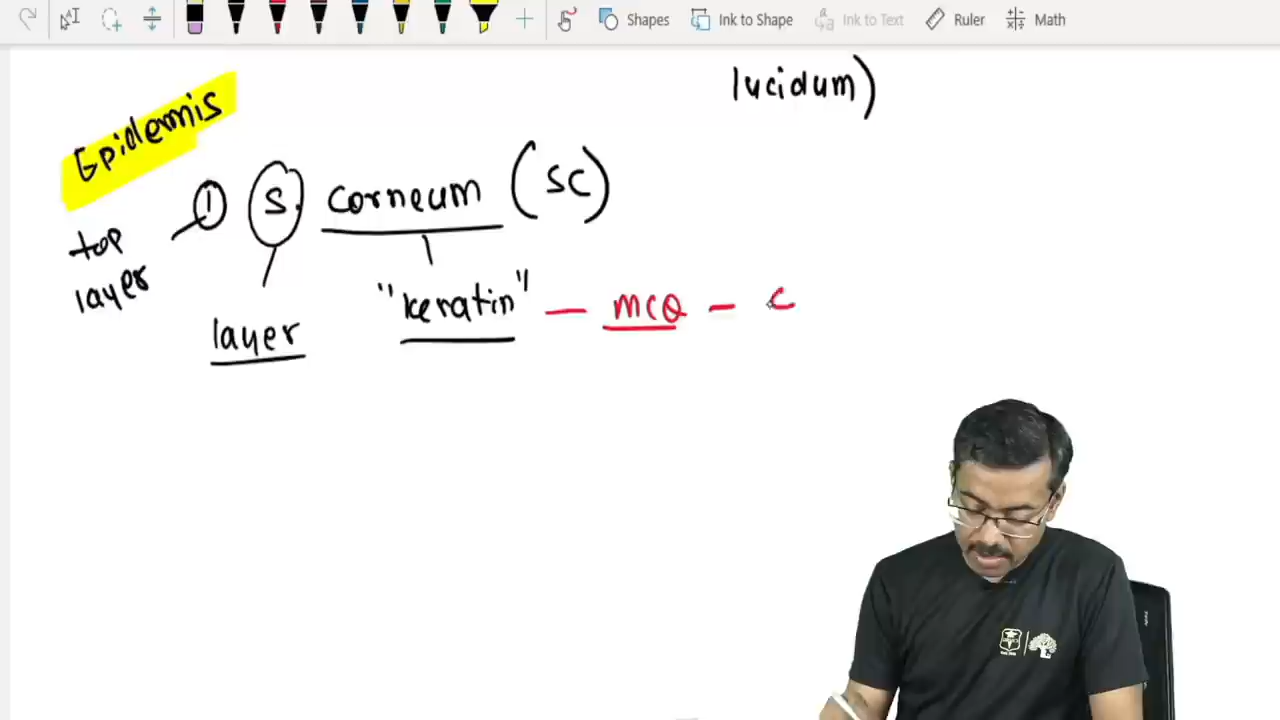 Shapes Ink to Shape Ink to Text Ruler Math
lucidum)
Epidermis
① S. corneum (SC)
top
layer
"keratin" — MCQ – C
layer